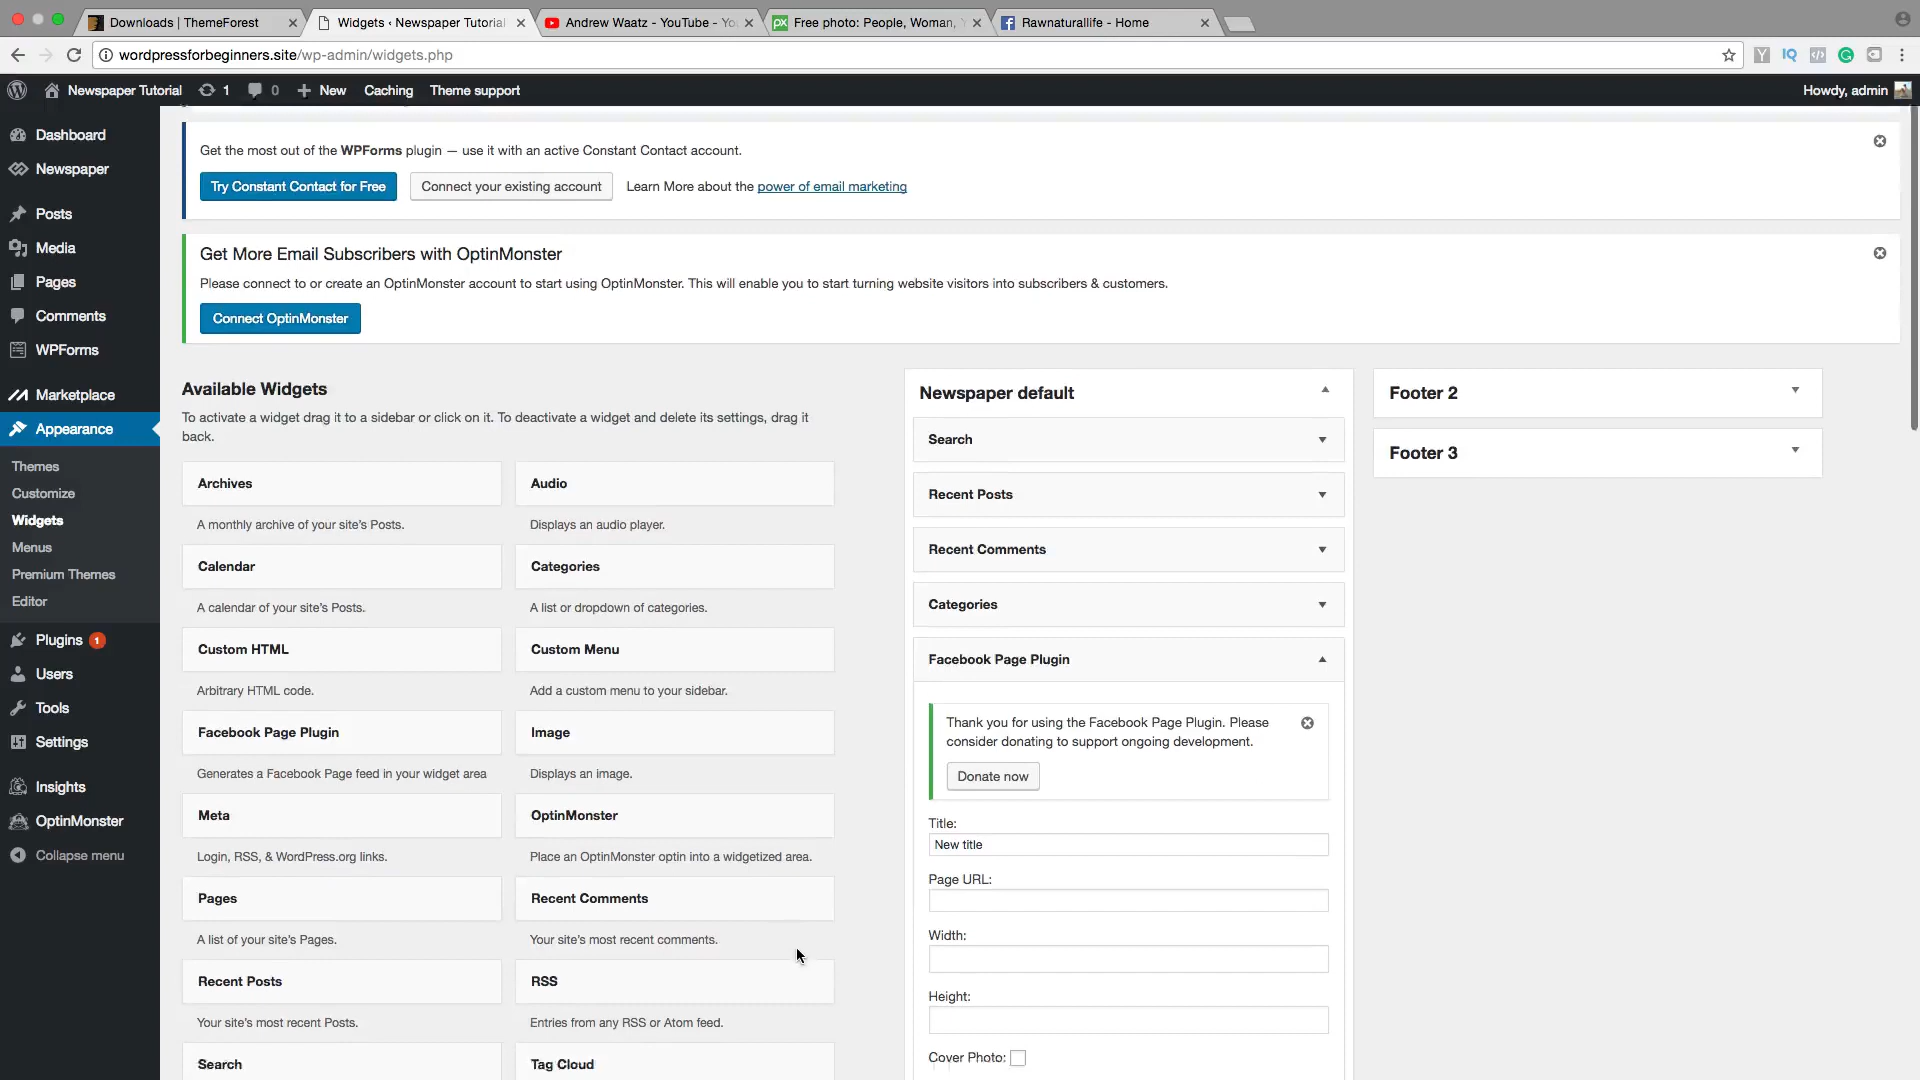 Downloads | ThemeForest
Widgets ‹ Newspaper Tutorial
Andrew Waatz - YouTube - Yo
Free photo: People, Woman, Y
Rawnaturallife - Home
wordpressforbeginners.site/wp-admin/widgets.php
Newspaper Tutorial
1
0
New
Caching
Theme support
Howdy, admin
Dashboard
Newspaper
Posts
Media
Pages
Comments
WPForms
Marketplace
Appearance
Themes
Customize
Widgets
Menus
Premium Themes
Editor
Plugins 1
Users
Tools
Settings
Insights
OptinMonster
Collapse menu
Get the most out of the WPForms plugin — use it with an active Constant Contact account.
Try Constant Contact for Free
Connect your existing account
Learn More about the power of email marketing
Get More Email Subscribers with OptinMonster
Please connect to or create an OptinMonster account to start using OptinMonster. This will enable you to start turning website visitors into subscribers & customers.
Connect OptinMonster
Available Widgets
To activate a widget drag it to a sidebar or click on it. To deactivate a widget and delete its settings, drag it
back.
Archives
Audio
A monthly archive of your site's Posts.
Displays an audio player.
Calendar
Categories
A calendar of your site's Posts.
A list or dropdown of categories.
Custom HTML
Custom Menu
Arbitrary HTML code.
Add a custom menu to your sidebar.
Facebook Page Plugin
Image
Generates a Facebook Page feed in your widget area
Displays an image.
Meta
OptinMonster
Login, RSS, & WordPress.org links.
Place an OptinMonster optin into a widgetized area.
Pages
Recent Comments
A list of your site's Pages.
Your site's most recent comments.
Recent Posts
RSS
Your site's most recent Posts.
Entries from any RSS or Atom feed.
Search
Tag Cloud
Newspaper default
Search
Recent Posts
Recent Comments
Categories
Facebook Page Plugin
Thank you for using the Facebook Page Plugin. Please
consider donating to support ongoing development.
Donate now
Title:
New title
Page URL:
Width:
Height:
Cover Photo:
Footer 2
Footer 3